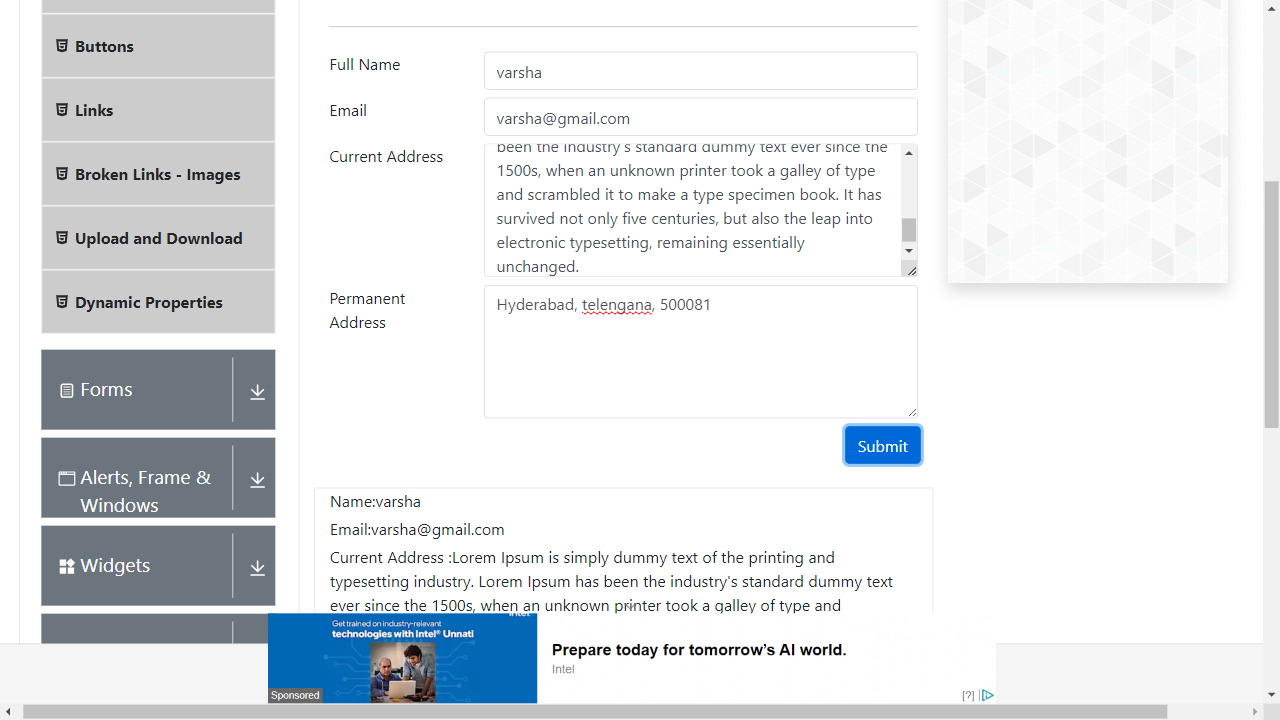 Buttons
Links
Broken Links - Images
Upload and Download
Dynamic Properties
Forms
Alerts, Frame &
Windows
Widgets
Full Name
varsha
Email
varsha@gmail.com
Current Address
been the industry's standard dummy text ever since the
1500s, when an unknown printer took a galley of type
and scrambled it to make a type specimen book. It has
survived not only five centuries, but also the leap into
electronic typesetting, remaining essentially
unchanged.
Permanent
Address
Hyderabad, telengana, 500081
Submit
Name:varsha
Email:varsha@gmail.com
Current Address :Lorem Ipsum is simply dummy text of the printing and
typesetting industry. Lorem Ipsum has been the industry's standard dummy text
ever since the 1500s, when an unknown printer took a galley of type and
intel
Get trained on industry-relevant
technologies with Intel® Unnati
Sponsored
Prepare today for tomorrow's AI world.
Intel
[?]